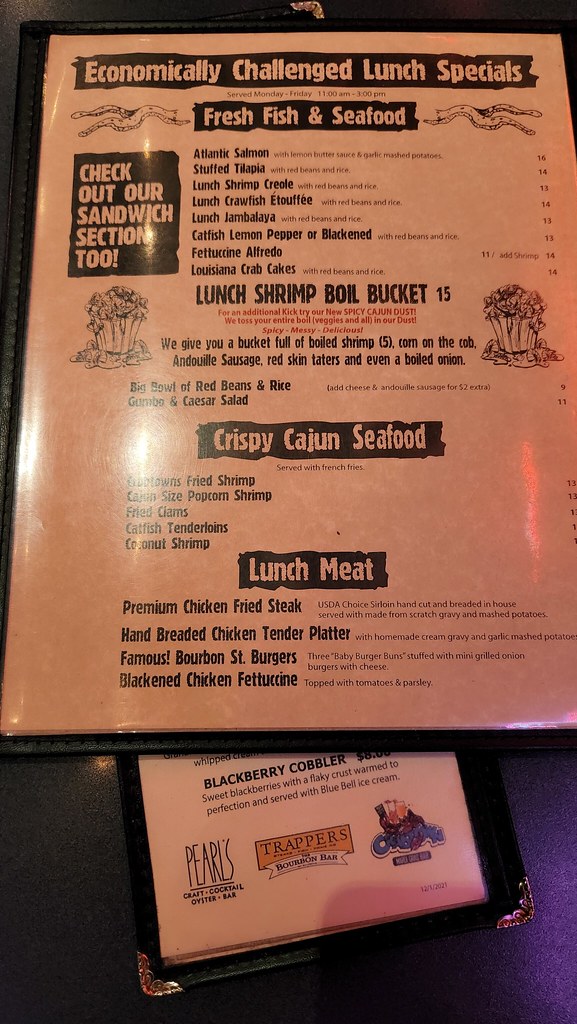 Economically Challenged Lunch Specials
Served Monday - Friday 11:00 am - 3:00 pm
Fresh Fish & Seafood
CHECK
OUT OUR
SANDWICH
SECTION
TOO!
Atlantic Salmon with lemon butter sauce & garlic mashed potatoes. 16
Stuffed Tilapia with red beans and rice. 14
Lunch Shrimp Creole with red beans and rice. 13
Lunch Crawfish Étouffée with red beans and rice. 14
Lunch Jambalaya with red beans and rice. 13
Catfish Lemon Pepper or Blackened with red beans and rice. 13
Fettuccine Alfredo 11 / add Shrimp 14
Louisiana Crab Cakes with red beans and rice. 14
LUNCH SHRIMP BOIL BUCKET 15
For an additional Kick try our New SPICY CAJUN DUST!
We toss your entire boil (veggies and all) in our Dust!
Spicy - Messy - Delicious!
We give you a bucket full of boiled shrimp (5), corn on the cob,
Andouille Sausage, red skin taters and even a boiled onion.
Big Bowl of Red Beans & Rice (add cheese & andouille sausage for $2 extra) 9
Gumbo & Caesar Salad 11
Crispy Cajun Seafood
Served with french fries.
Fried Shrimp 13
Cajun Size Popcorn Shrimp 13
Fried Clams
Catfish Tenderloins
Coconut Shrimp
Lunch Meat
Premium Chicken Fried Steak USDA Choice Sirloin hand cut and breaded in house
served with made from scratch gravy and mashed potatoes.
Hand Breaded Chicken Tender Platter with homemade cream gravy and garlic mashed potatoes
Famous! Bourbon St. Burgers Three "Baby Burger Buns" stuffed with mini grilled onion
burgers with cheese.
Blackened Chicken Fettuccine Topped with tomatoes & parsley.
whipped cream
BLACKBERRY COBBLER $8.00
Sweet blackberries with a flaky crust warmed to
perfection and served with Blue Bell ice cream.
PEARL'S
CRAFT • COCKTAIL
OYSTER • BAR
TRAPPERS
BOURBON BAR
12/1/2021